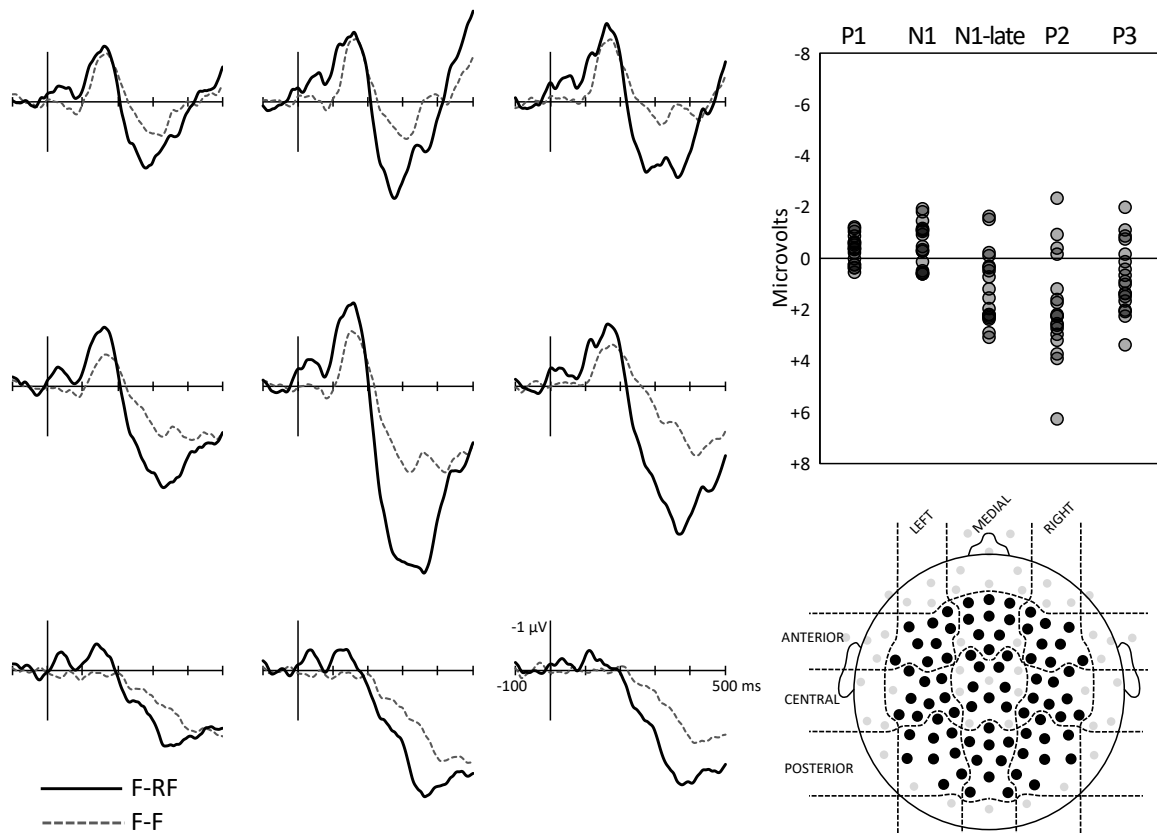 P1 N1 N1-late P2 P3
-8
-6
-4
-2
0
+2
+4
+6
+8
Microvolts
-1 µV
-100
500 ms
F-RF
F-F
LEFT
MEDIAL
RIGHT
ANTERIOR
CENTRAL
POSTERIOR